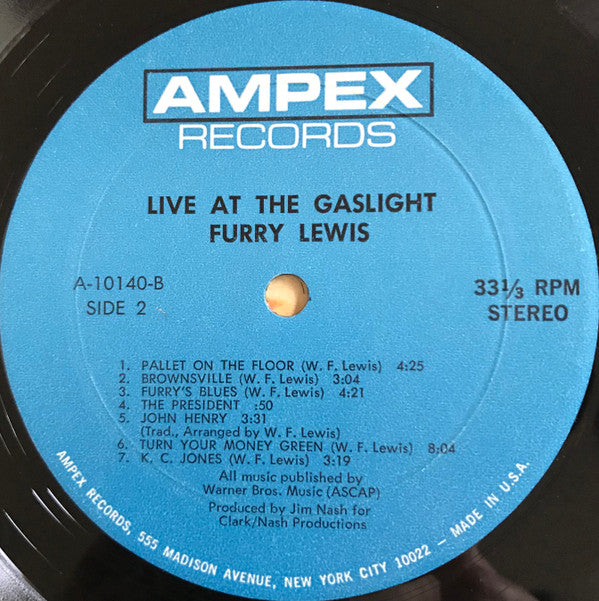 AMPEX
RECORDS
LIVE AT THE GASLIGHT
FURRY LEWIS
A-10140-B
SIDE 2
33⅓ RPM
STEREO
1. PALLET ON THE FLOOR (W. F. Lewis) 4:25
2. BROWNSVILLE (W. F. Lewis) 3:04
3. FURRY'S BLUES (W. F. Lewis) 4:21
4. THE PRESIDENT :50
5. JOHN HENRY 3:31
(Trad., Arranged by W. F. Lewis)
6. TURN YOUR MONEY GREEN (W. F. Lewis) 8:04
7. K. C. JONES (W. F. Lewis) 3:19
All music published by
Warner Bros. Music (ASCAP)
Produced by Jim Nash for
Clark/Nash Productions
AMPEX RECORDS, 555 MADISON AVENUE, NEW YORK CITY 10022 — MADE IN U.S.A.